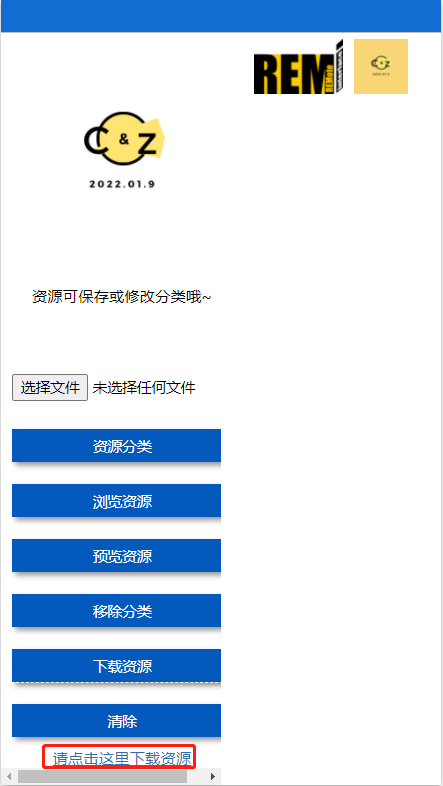 REMi
REMote
C & Z
2022.01.9
资源可保存或修改分类哦~
选择文件 未选择任何文件
资源分类
浏览资源
预览资源
移除分类
下载资源
清除
请点击这里下载资源